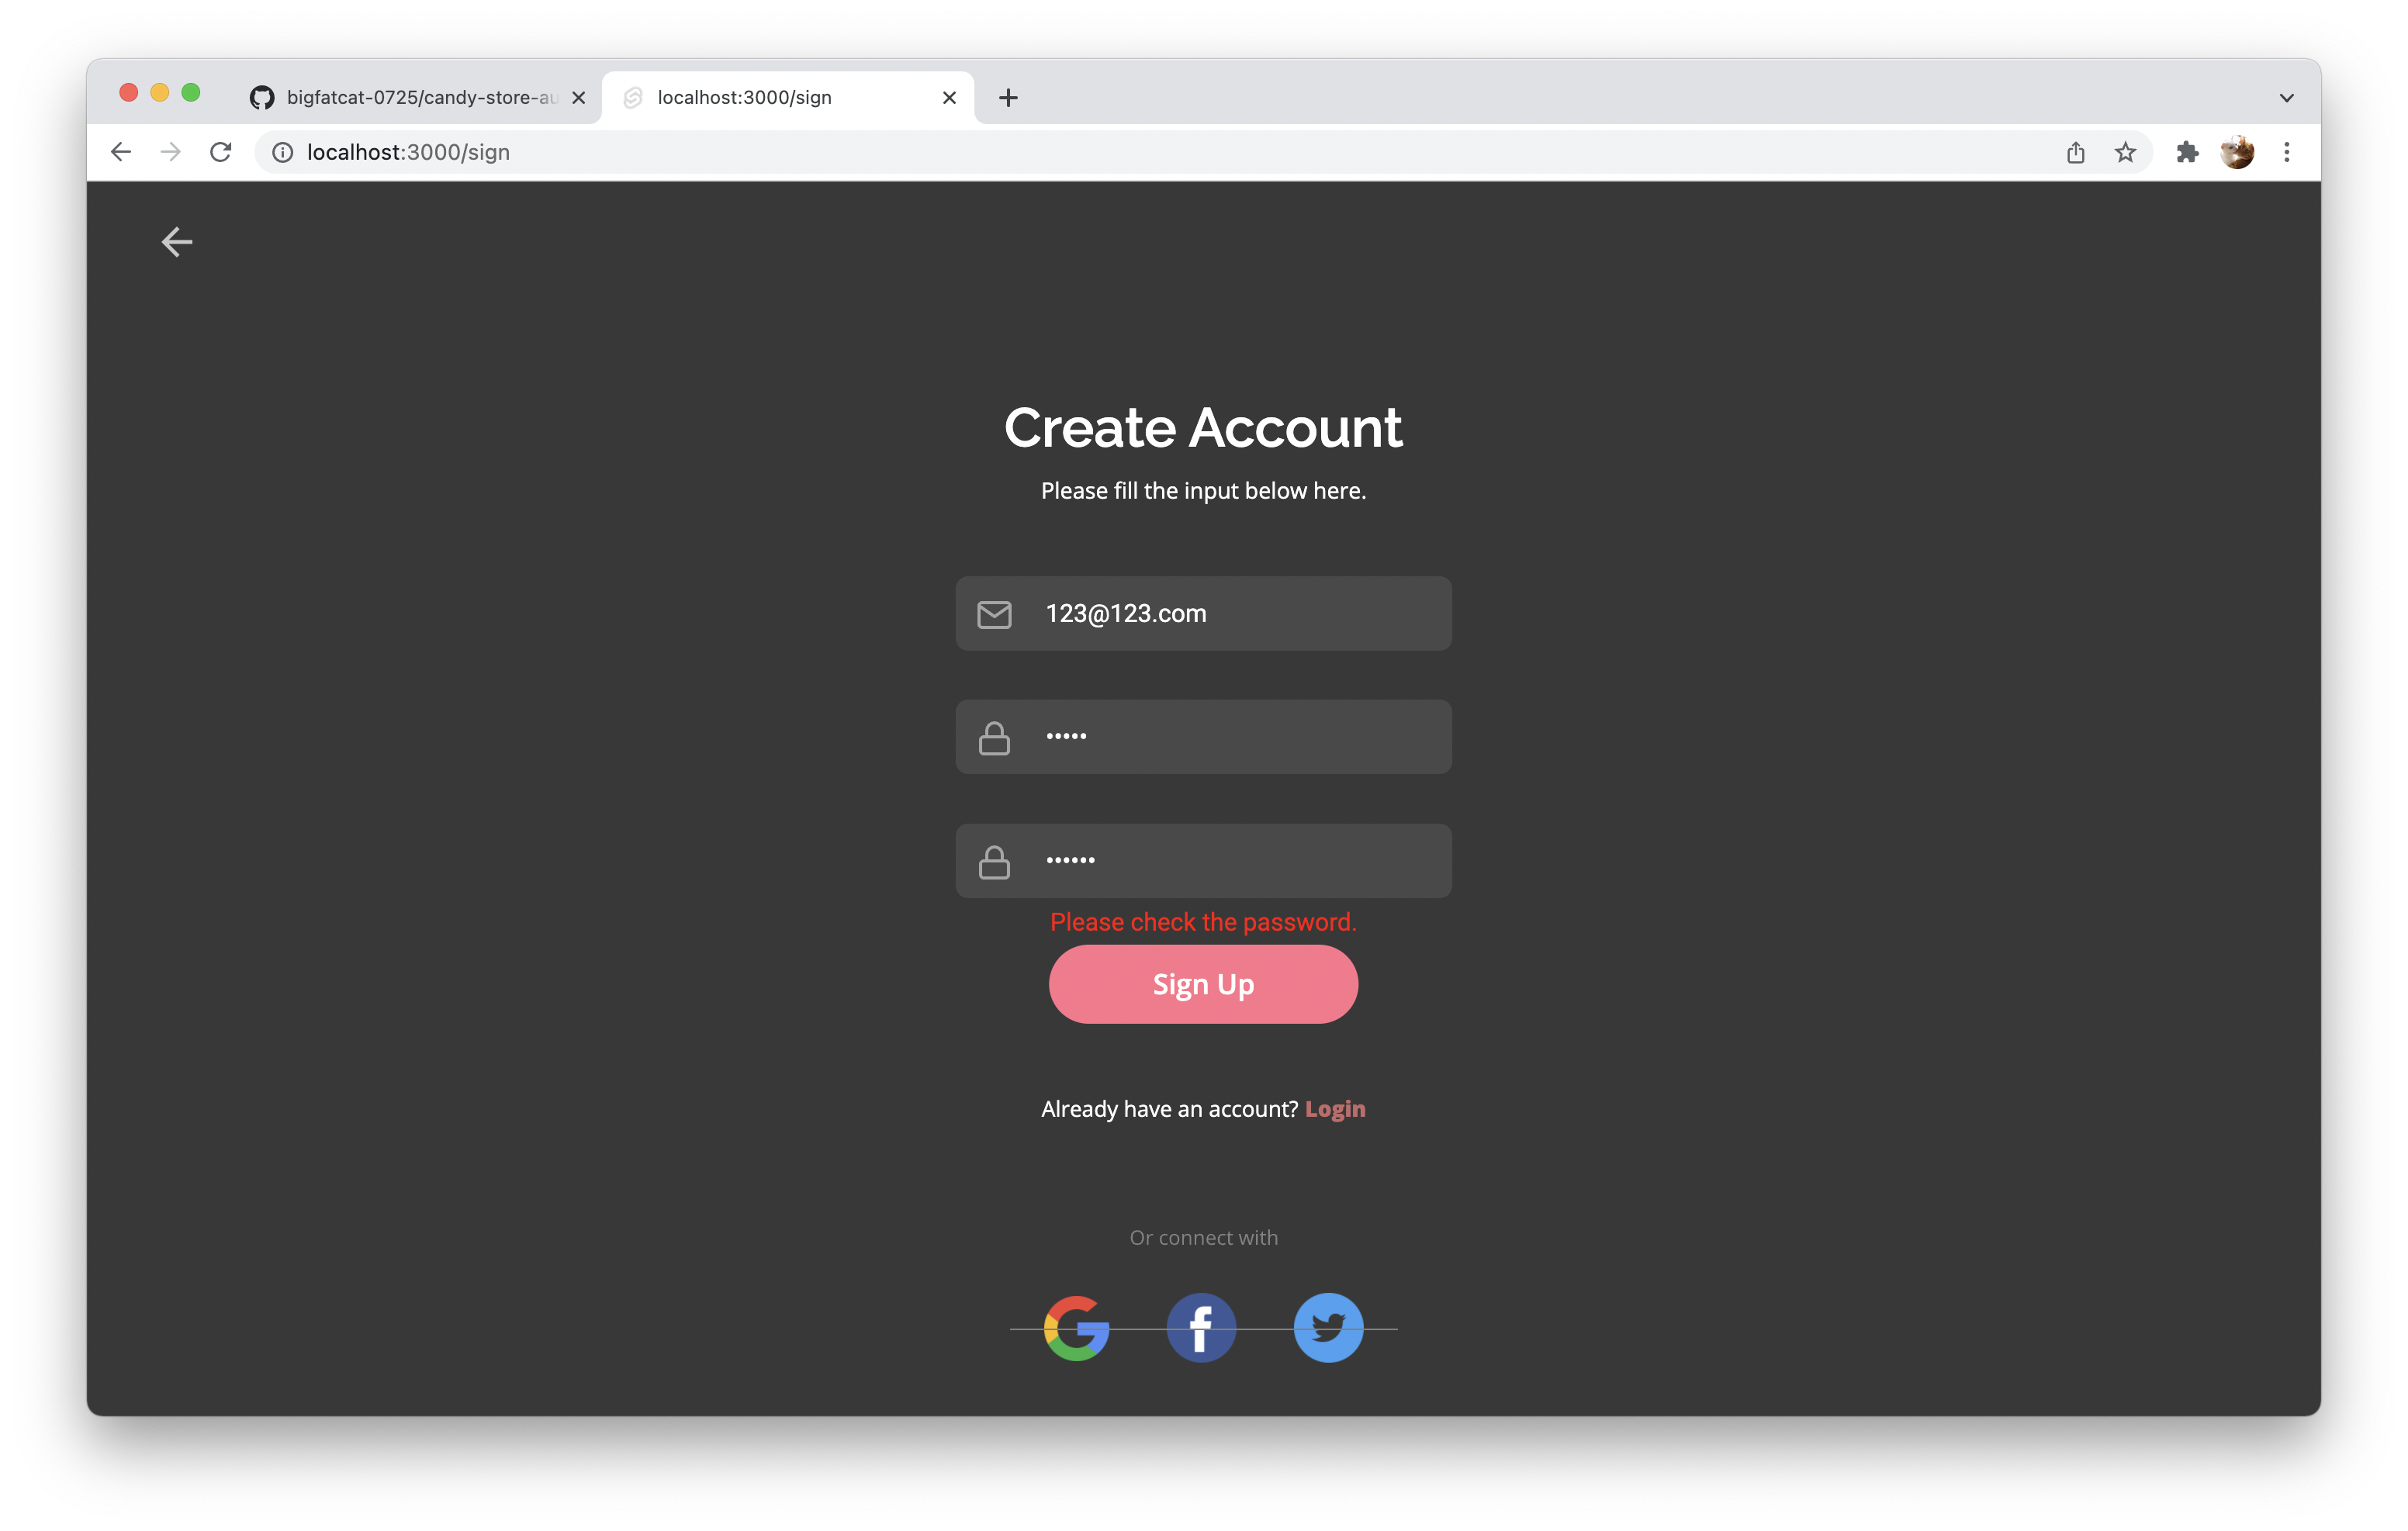 bigfatcat-0725/candy-store-au
localhost:3000/sign
localhost:3000/sign
Create Account
Please fill the input below here.
123@123.com
•••••
••••••
Please check the password.
Sign Up
Already have an account? Login
Or connect with